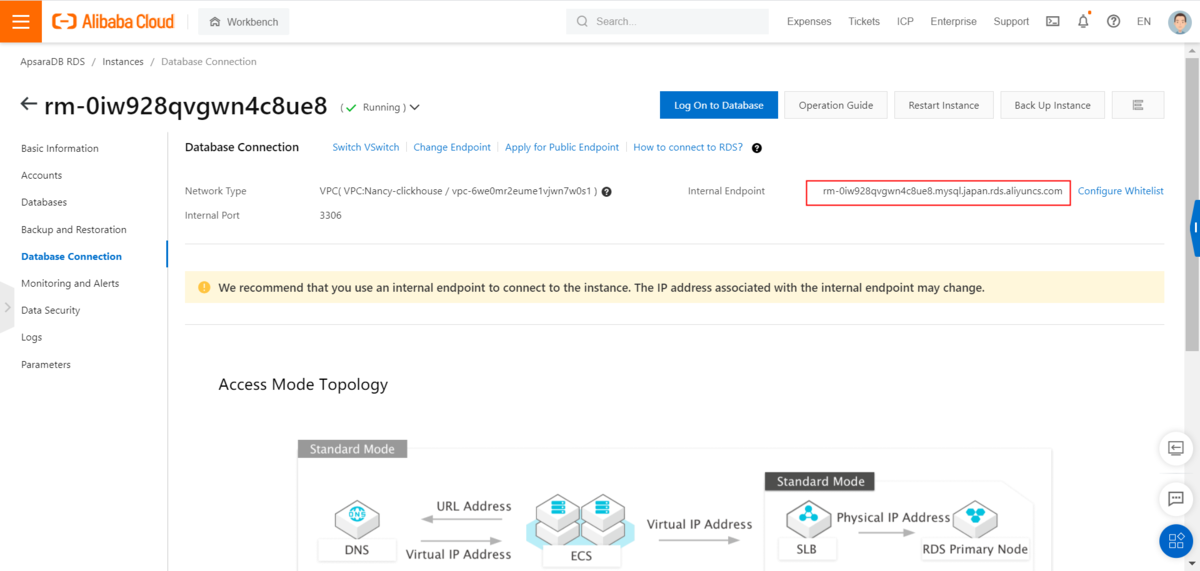 Alibaba Cloud
Workbench
Search...
Expenses Tickets ICP Enterprise Support EN
ApsaraDB RDS / Instances / Database Connection
rm-0iw928qvgwn4c8ue8 ( Running )
Log On to Database Operation Guide Restart Instance Back Up Instance
Basic Information
Accounts
Databases
Backup and Restoration
Database Connection
Monitoring and Alerts
Data Security
Logs
Parameters
Database Connection Switch VSwitch Change Endpoint Apply for Public Endpoint How to connect to RDS?
Network Type VPC( VPC:Nancy-clickhouse / vpc-6we0mr2eume1vjwn7w0s1 ) Internal Endpoint rm-0iw928qvgwn4c8ue8.mysql.japan.rds.aliyuncs.com Configure Whitelist
Internal Port 3306
We recommend that you use an internal endpoint to connect to the instance. The IP address associated with the internal endpoint may change.
Access Mode Topology
Standard Mode
Standard Mode
DNS
URL Address
Virtual IP Address
ECS
Virtual IP Address
SLB
Physical IP Address
RDS Primary Node
DNS